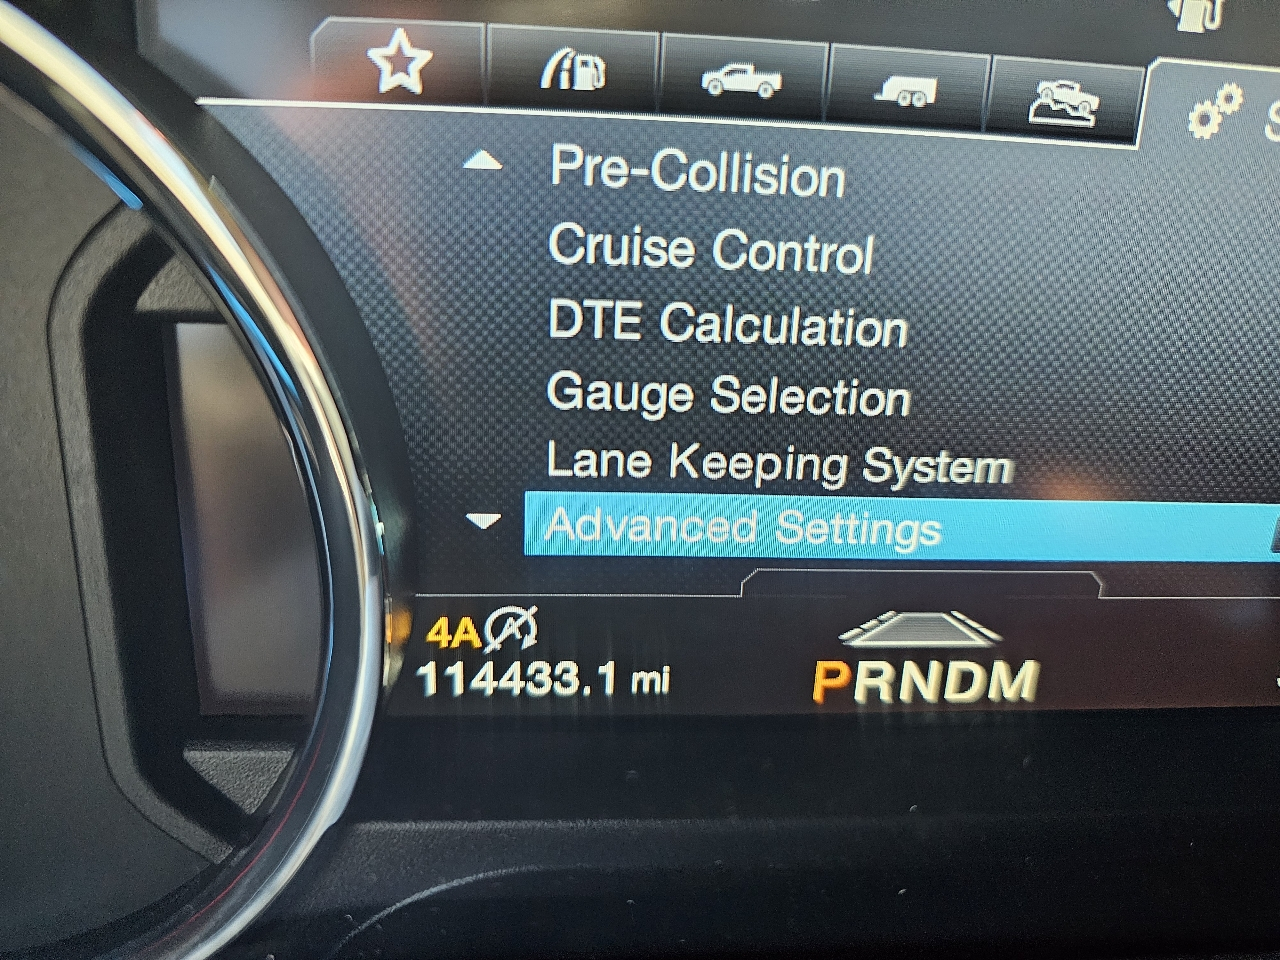 S
Pre-Collision
Cruise Control
DTE Calculation
Gauge Selection
Lane Keeping System
Advanced Settings
4A
114433.1 mi
PRNDM